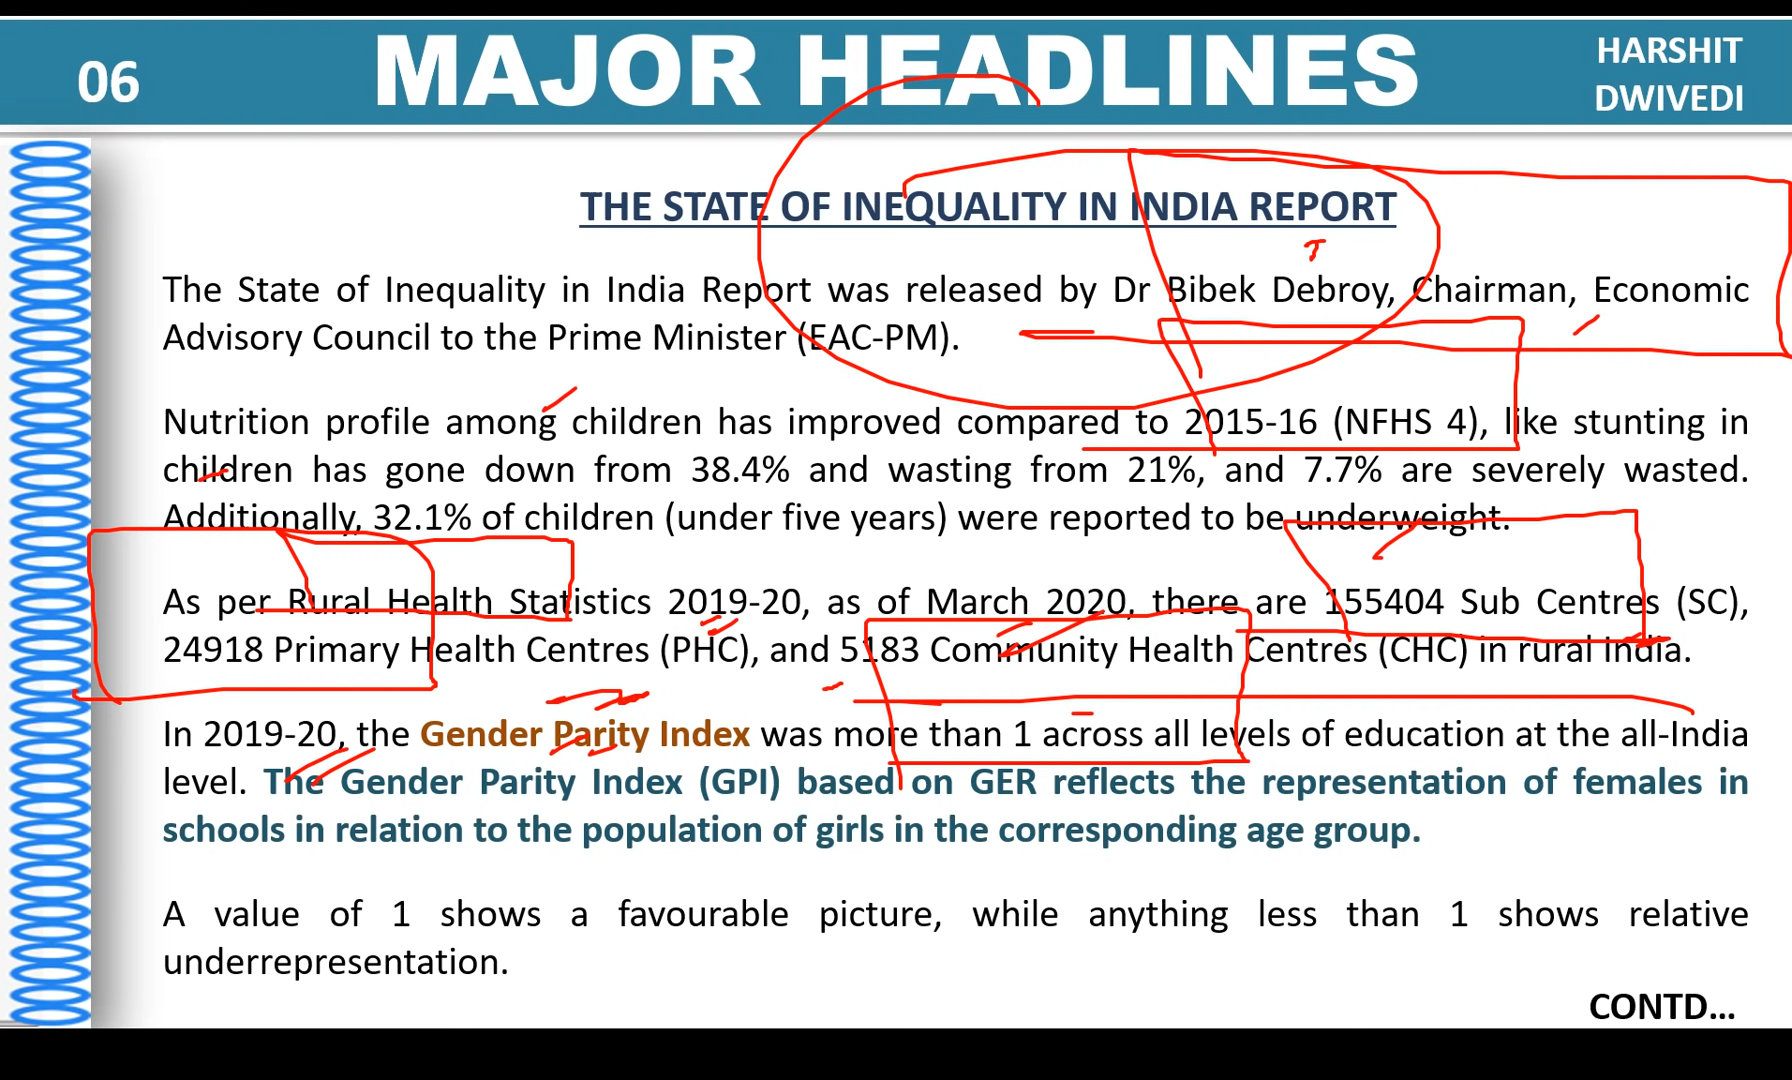 06
MAJOR HEADLINES
HARSHIT
DWIVEDI
THE STATE OF INEQUALITY IN INDIA REPORT
The State of Inequality in India Report was released by Dr Bibek Debroy, Chairman, Economic
Advisory Council to the Prime Minister (EAC-PM).
Nutrition profile among children has improved compared to 2015-16 (NFHS 4), like stunting in
children has gone down from 38.4% and wasting from 21%, and 7.7% are severely wasted.
Additionally, 32.1% of children (under five years) were reported to be underweight.
As per Rural Health Statistics 2019-20, as of March 2020, there are 155404 Sub Centres (SC),
24918 Primary Health Centres (PHC), and 5183 Community Health Centres (CHC) in rural India.
In 2019-20, the Gender Parity Index was more than 1 across all levels of education at the all-India
level. The Gender Parity Index (GPI) based on GER reflects the representation of females in
schools in relation to the population of girls in the corresponding age group.
A value of 1 shows a favourable picture, while anything less than 1 shows relative
underrepresentation.
CONTD...